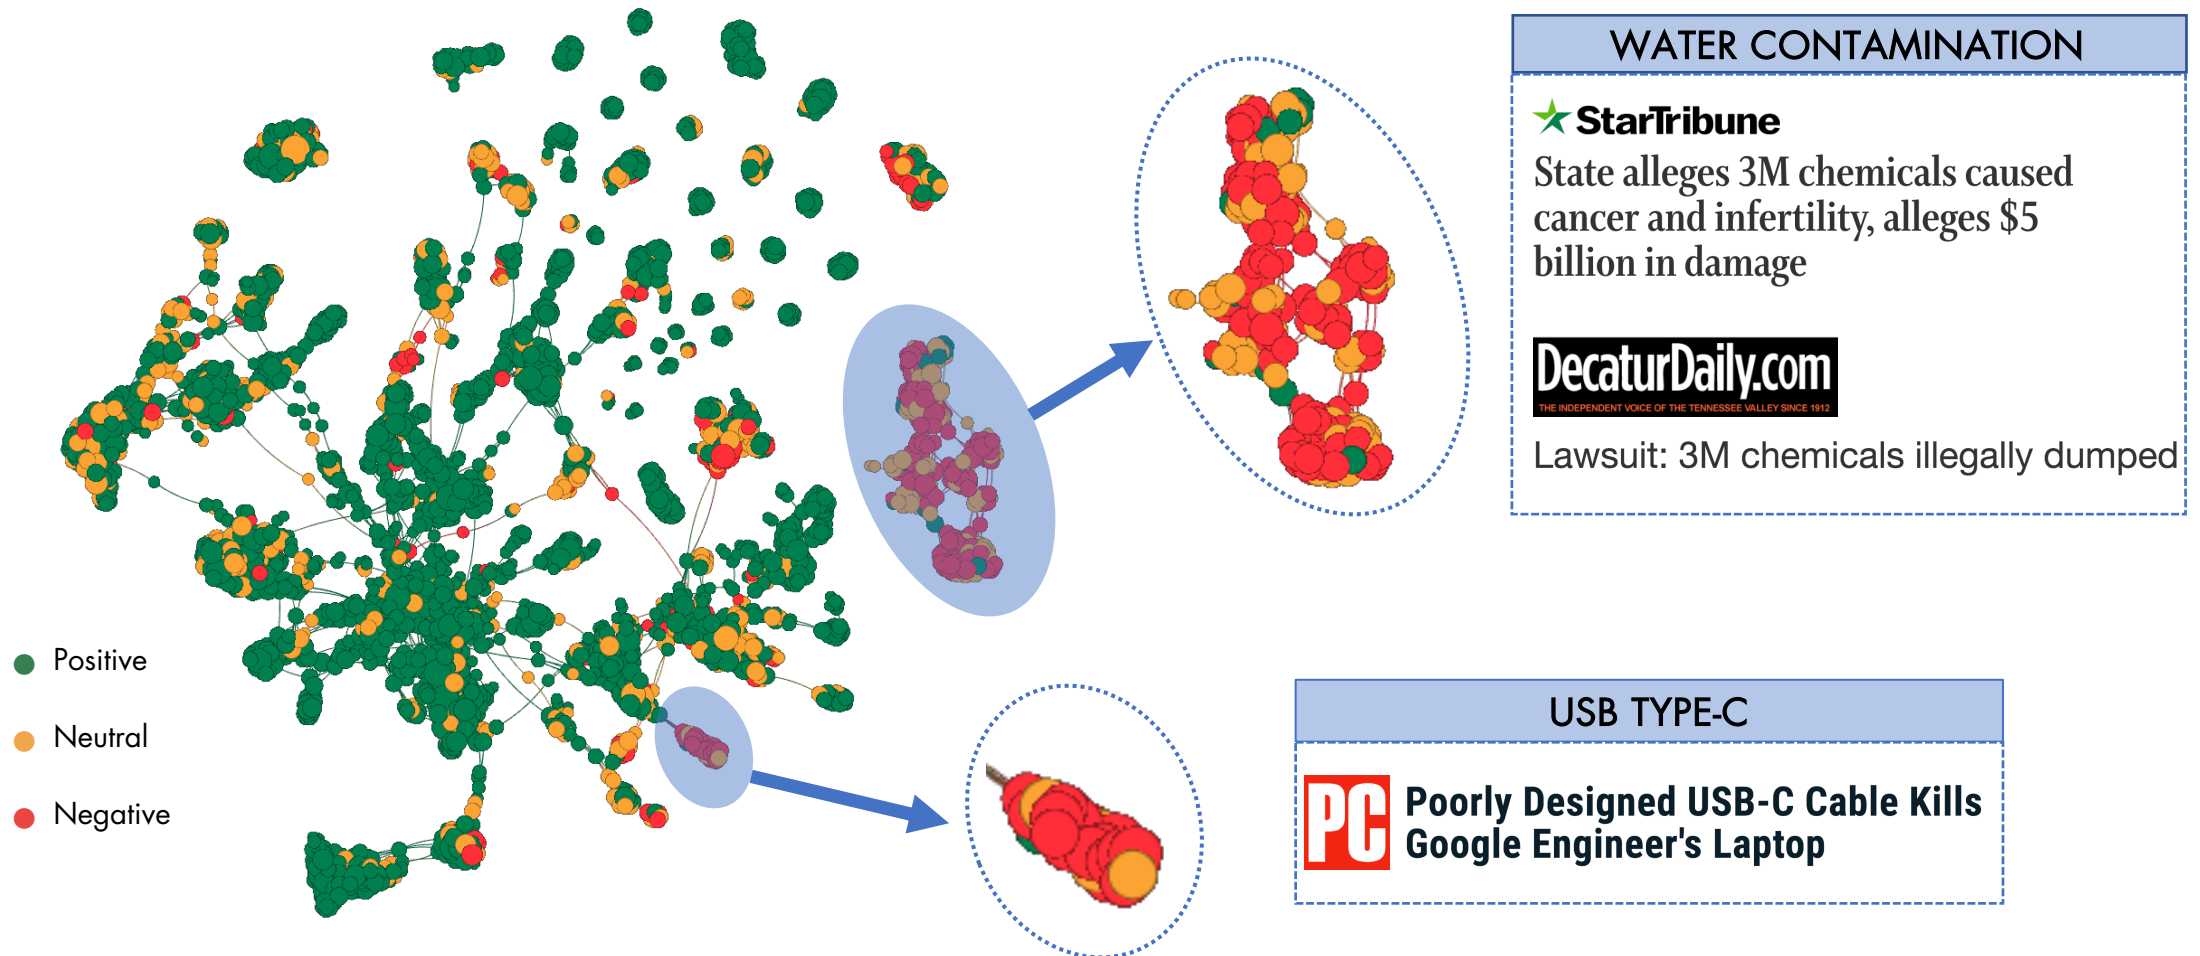 WATER CONTAMINATION
StarTribune
State alleges 3M chemicals caused
cancer and infertility, alleges $5
billion in damage
DecaturDaily.com
THE INDEPENDENT VOICE OF THE TENNESSEE VALLEY SINCE 1912
Lawsuit: 3M chemicals illegally dumped
Positive
Neutral
Negative
USB TYPE-C
PC
Poorly Designed USB-C Cable Kills
Google Engineer's Laptop